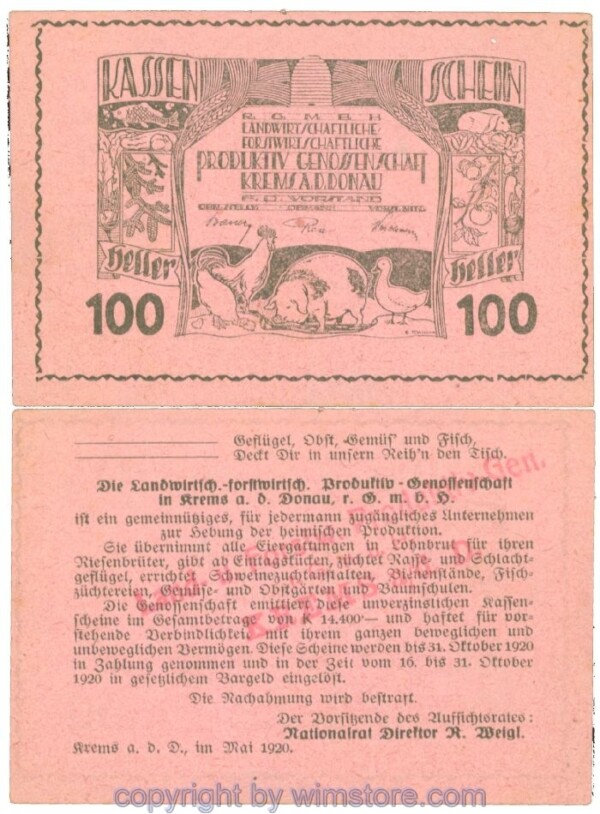 KASSEN SCHEIN
R.G.M.B.H.
LANDWIRTSCHAFTLICHE
FORSTWIRTSCHAFTLICHE
PRODUKTIV GENOSSENSCHAFT
KREMS A.D. DONAU
F.D. VORSTAND
OBM.STELLV.
Heller Heller
100 100
Geflügel, Obst, Gemüs' und Fisch,
Deckt Dir in unsern Reih'n den Tisch.
Die Landwirtsch.-forstwirtsch. Produktiv-Genossenschaft
in Krems a. d. Donau, r. G. m. b. H.
ist ein gemeinnütziges, für jedermann zugängliches Unternehmen
zur Hebung der heimischen Produktion.
Sie übernimmt alle Eiergattungen in Lohnbrut für ihren
Riesenbrüter, gibt ab Eintagskücken, züchtet Rasse- und Schlacht-
geflügel, errichtet Schweinezuchtanstalten, Bienenstände, Fisch-
züchtereien, Gemüse- und Obstgärten und Baumschulen.
Die Genossenschaft emittiert diese unverzinslichen Kassen-
scheine im Gesamtbetrage von K 14.400·— und haftet für vor-
stehende Verbindlichkeit mit ihrem ganzen beweglichen und
unbeweglichen Vermögen. Diese Scheine werden bis 31. Oktober 1920
in Zahlung genommen und in der Zeit vom 16. bis 31. Oktober
1920 in gesetzlichem Bargeld eingelöst.
Die Nachahmung wird bestraft.
Der Vorsitzende des Aufsichtsrates:
Nationalrat Direktor R. Weigl.
Krems a. d. D., im Mai 1920.
copyright by wimstore.com